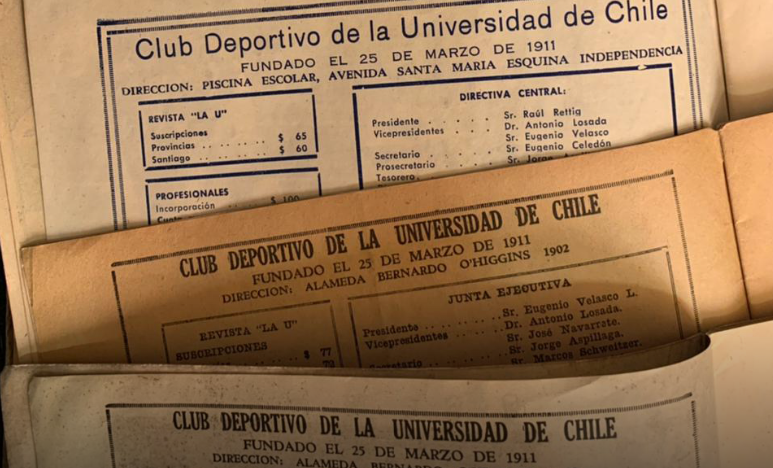 Club Deportivo de la Universidad de Chile
FUNDADO EL 25 DE MARZO DE 1911
DIRECCION: PISCINA ESCOLAR, AVENIDA SANTA MARIA ESQUINA INDEPENDENCIA
REVISTA "LA U"
Suscripciones
Provincias . . . . . . . $ 65
Santiago . . . . . . . . $ 60
PROFESIONALES
Incorporación $ 100
DIRECTIVA CENTRAL:
Presidente . . . . Sr. Raúl Rettig
Vicepresidentes . . . . Dr. Antonio Losada
Sr. Eugenio Velasco
Secretario . . . . Sr. Eugenio Celedón
Prosecretario . . . . Sr. Jorge
Tesorero
CLUB DEPORTIVO DE LA UNIVERSIDAD DE CHILE
FUNDADO EL 25 DE MARZO DE 1911
DIRECCION: ALAMEDA BERNARDO O'HIGGINS 1902
REVISTA "LA U"
SUSCRIPCIONES
$ 77
JUNTA EJECUTIVA
Presidente . . . . . . . . Sr. Eugenio Velasco L.
Vicepresidentes . . . . . Dr. Antonio Losada.
Sr. José Navarrete.
Sr. Jorge Aspillaga.
Secretario Sr. Marcos Schweitzer.
CLUB DEPORTIVO DE LA UNIVERSIDAD DE CHILE
FUNDADO EL 25 DE MARZO DE 1911
DIRECCION: ALAMEDA BERNARDO